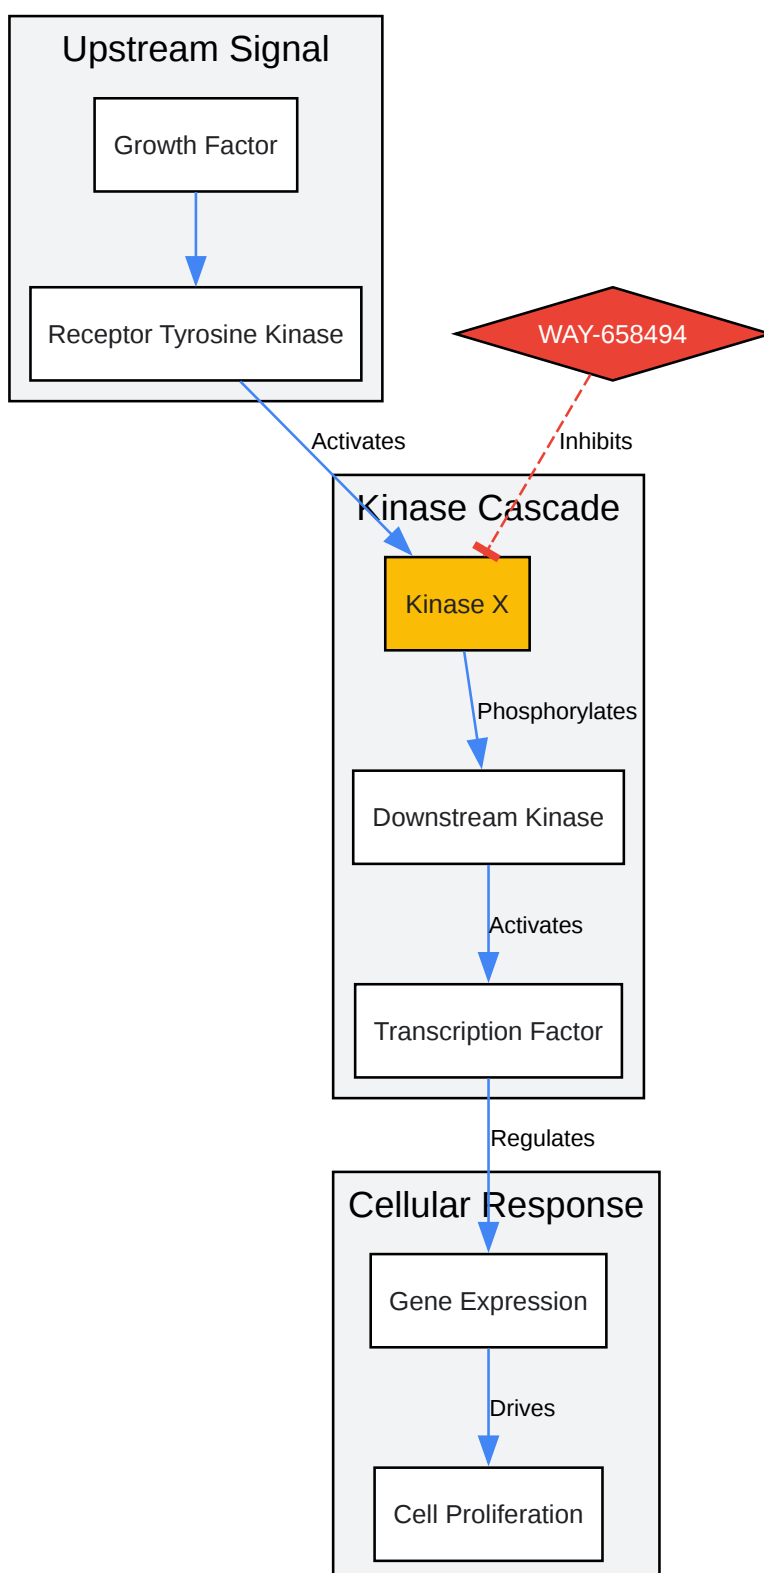 Upstream Signal
Growth Factor
Receptor Tyrosine Kinase
WAY-658494
Activates
Inhibits
Kinase Cascade
Kinase X
Phosphorylates
Downstream Kinase
Activates
Transcription Factor
Regulates
Cellular Response
Gene Expression
Drives
Cell Proliferation